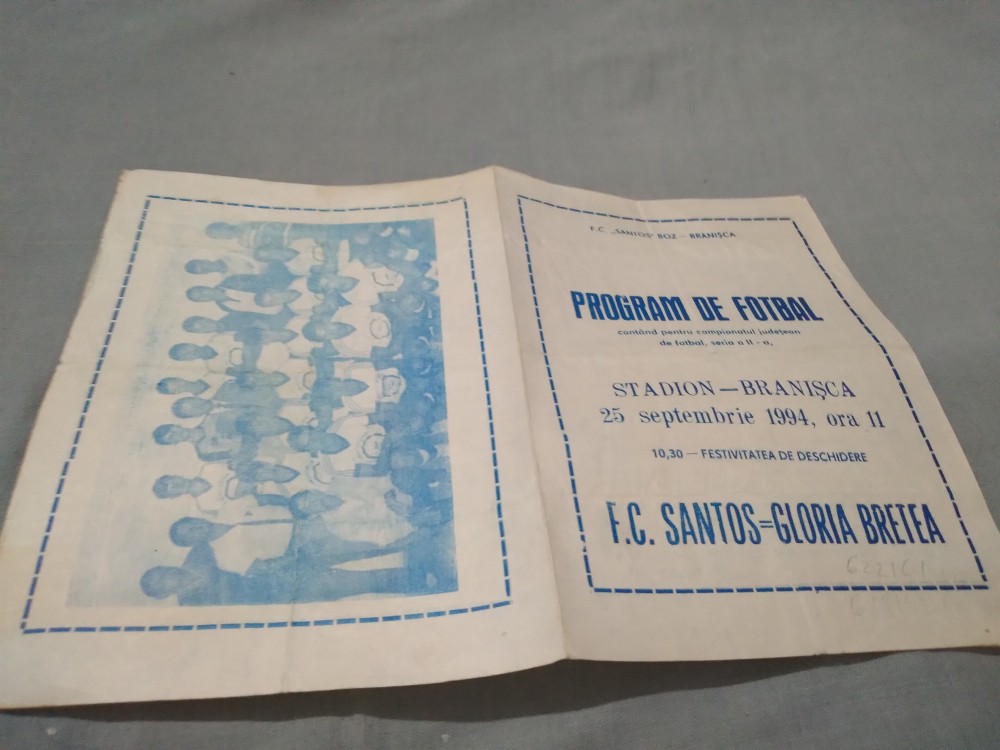 F.C. „SANTOS” BOZ – BRANIȘCA
PROGRAM DE FOTBAL
contând pentru campionatul județean
de fotbal, seria a II-a,
STADION — BRANIȘCA
25 septembrie 1994, ora 11
10,30 — FESTIVITATEA DE DESCHIDERE
F.C. SANTOS=GLORIA BRETEA
622161